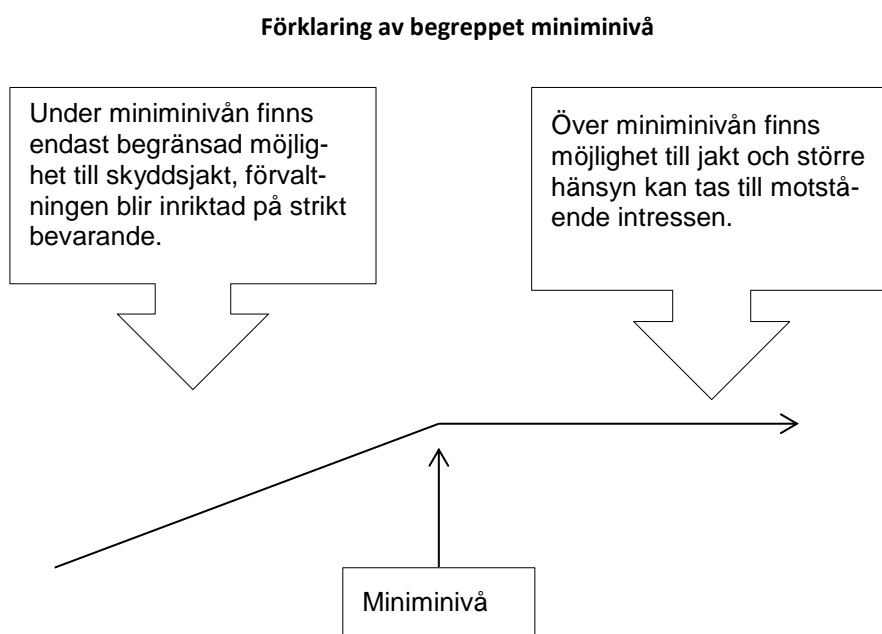 Förklaring av begreppet miniminivå
Under miniminivån finns
endast begränsad möjlig-
het till skyddsjakt, förvalt-
ningen blir inriktad på strikt
bevarande.
Över miniminivån finns
möjlighet till jakt och större
hänsyn kan tas till motstå-
ende intressen.
Miniminivå